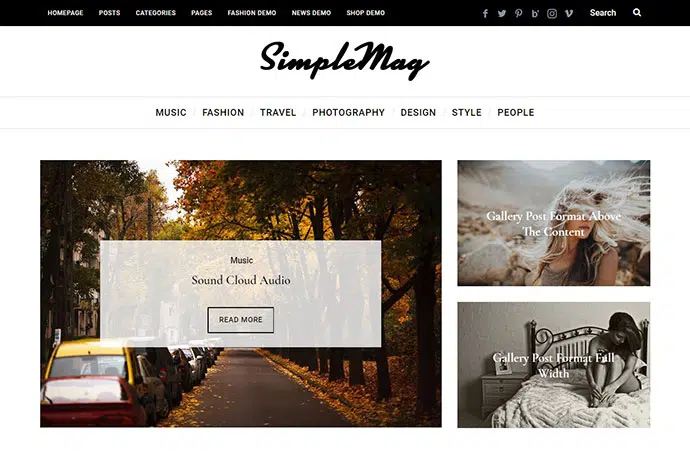 HOMEPAGE POSTS CATEGORIES PAGES FASHION DEMO NEWS DEMO SHOP DEMO Search
SimpleMag
MUSIC / FASHION / TRAVEL / PHOTOGRAPHY / DESIGN / STYLE / PEOPLE
Music
Sound Cloud Audio
READ MORE
Gallery Post Format Above
The Content
Gallery Post Format Full
Width